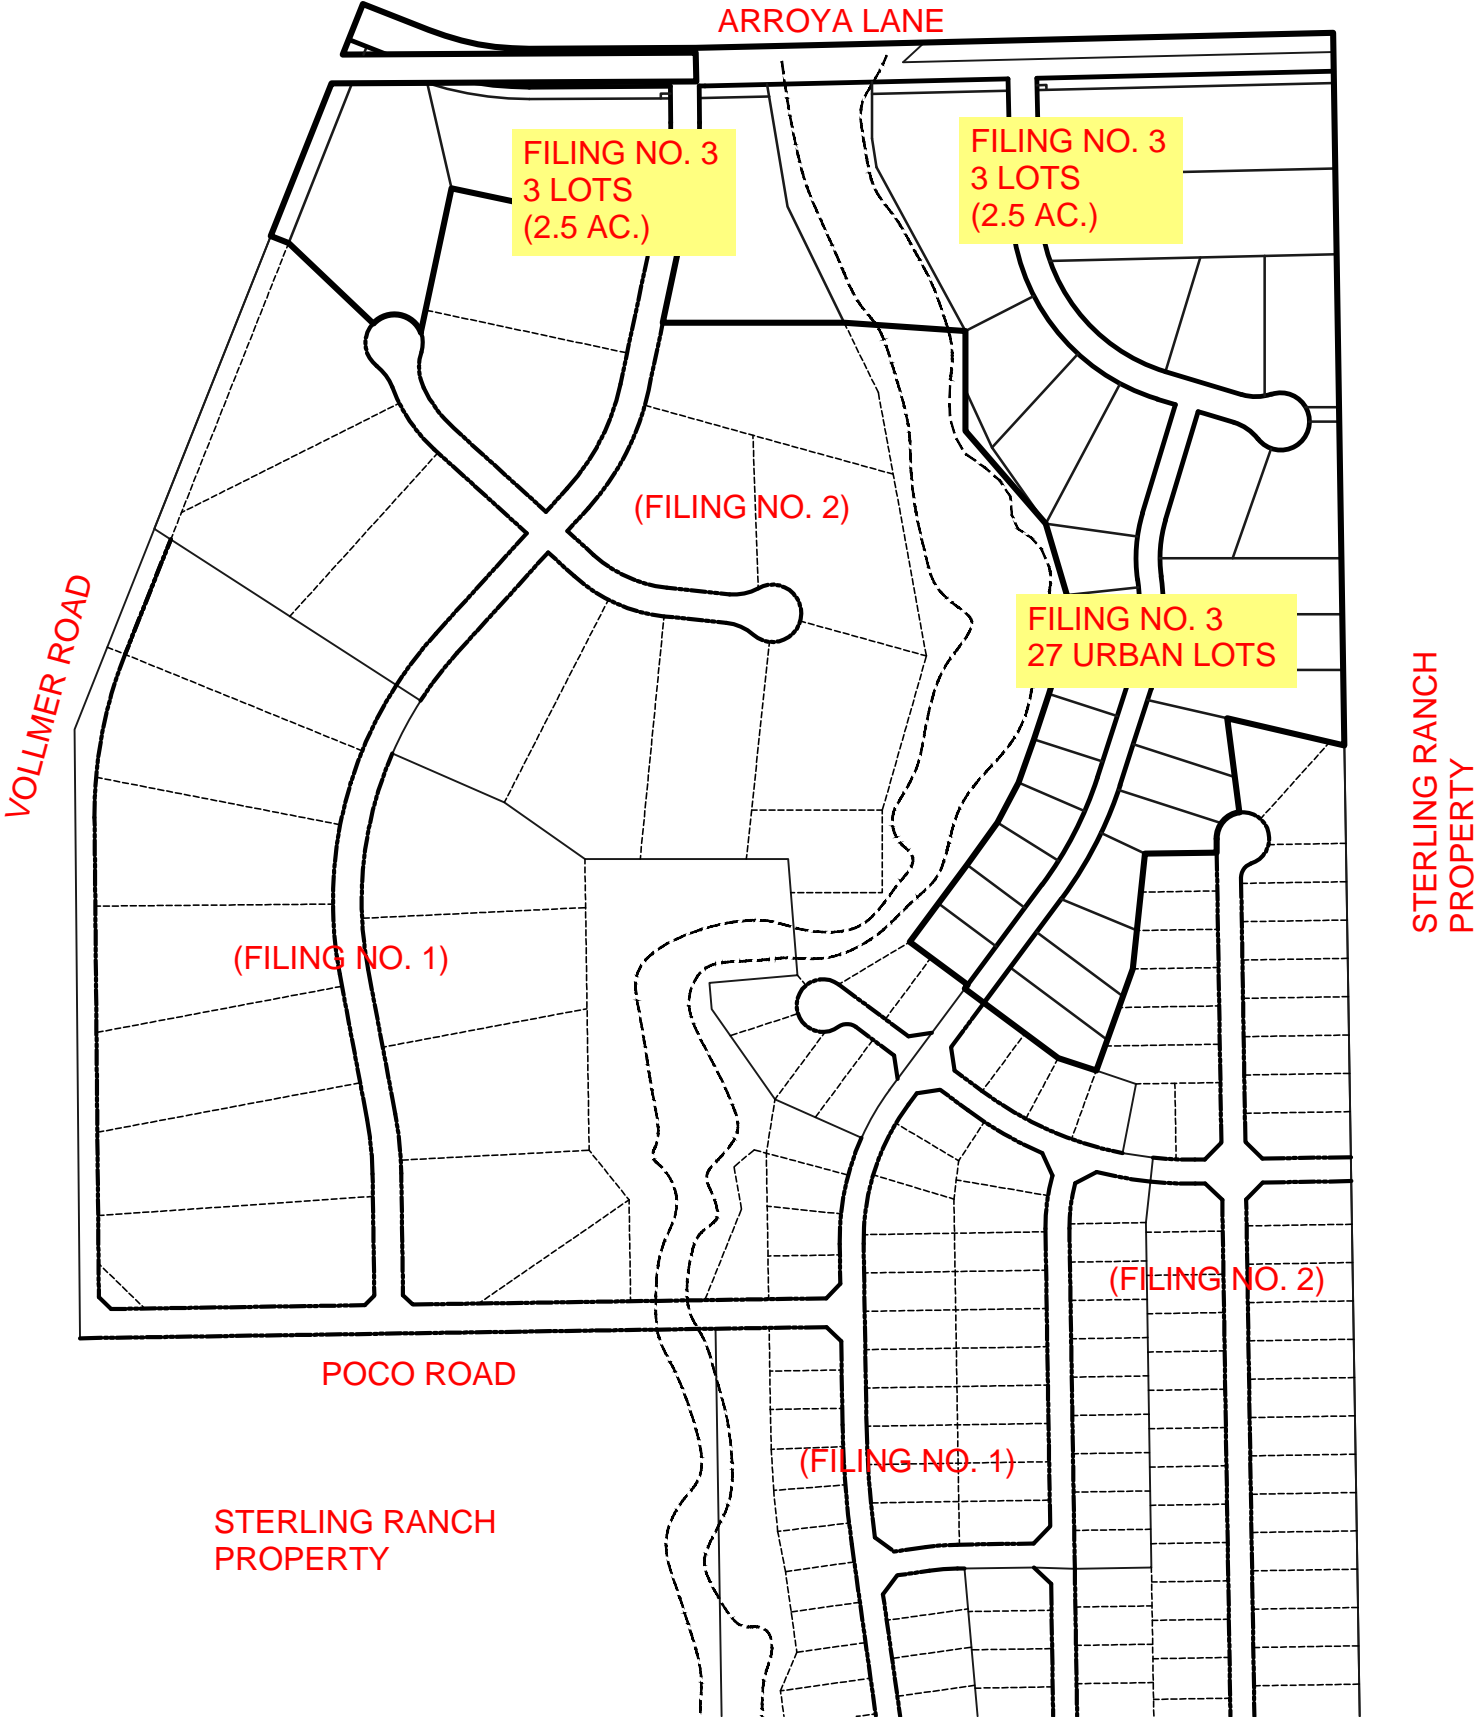 ARROYA LANE
FILING NO. 3
3 LOTS
(2.5 AC.)
FILING NO. 3
3 LOTS
(2.5 AC.)
(FILING NO. 2)
VOLLMER ROAD
FILING NO. 3
27 URBAN LOTS
STERLING RANCH
PROPERTY
(FILING NO. 1)
(FILING NO. 2)
POCO ROAD
(FILING NO. 1)
STERLING RANCH
PROPERTY